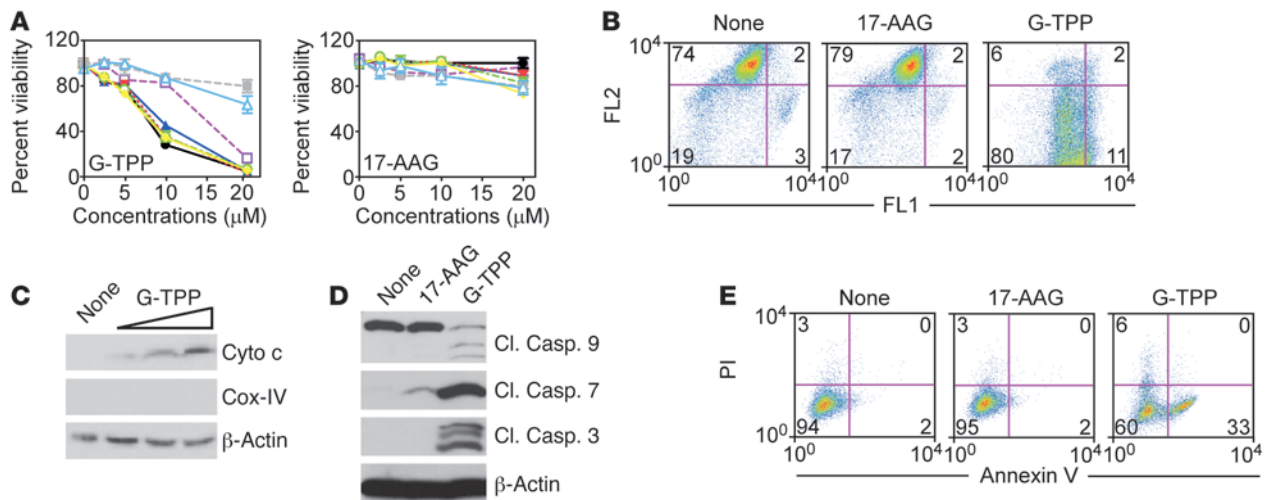 A
Percent viiability
120
80
40
0
G-TPP
0 5 10 15 20
Concentrations (µM)
Percent viability
120
80
40
0
17-AAG
0 5 10 15 20
Concentrations (µM)
B
None 17-AAG G-TPP
FL2
10⁴
10⁰
74 2
19 3
79 2
17 2
6 2
80 11
10⁰ 10⁴ 10⁰ 10⁴ 10⁰ 10⁴
FL1
C
None G-TPP
Cyto c
Cox-IV
β-Actin
D
None 17-AAG G-TPP
Cl. Casp. 9
Cl. Casp. 7
Cl. Casp. 3
β-Actin
E
None 17-AAG G-TPP
PI
10⁴
10⁰
3 0
94 2
3 0
95 2
6 0
60 33
10⁰ 10⁴ 10⁰ 10⁴ 10⁰ 10⁴
Annexin V